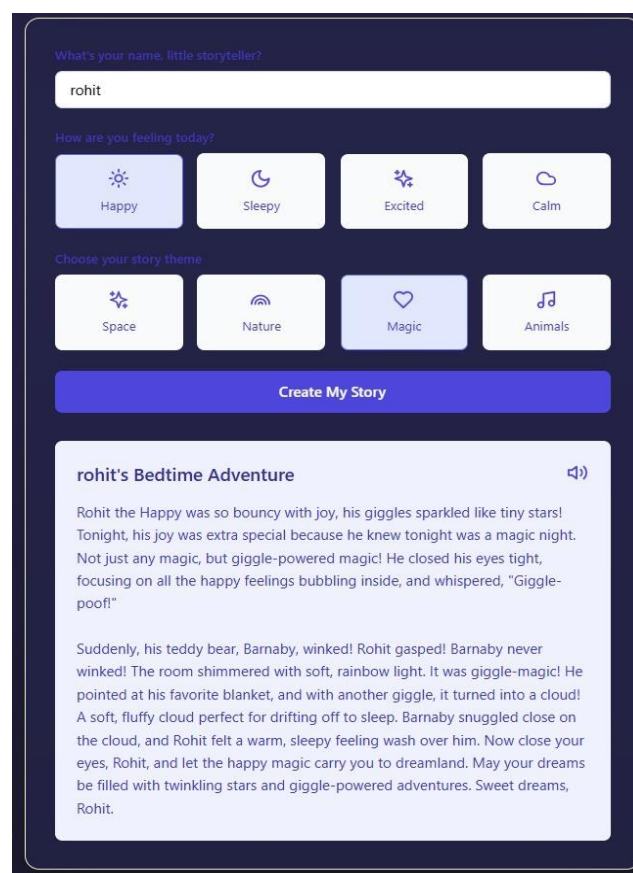 What's your name, little storyteller?
rohit
How are you feeling today?
Happy
Sleepy
Excited
Calm
Choose your story theme
Space
Nature
Magic
Animals
Create My Story
rohit's Bedtime Adventure
Rohit the Happy was so bouncy with joy, his giggles sparkled like tiny stars!
Tonight, his joy was extra special because he knew tonight was a magic night.
Not just any magic, but giggle-powered magic! He closed his eyes tight,
focusing on all the happy feelings bubbling inside, and whispered, "Giggle-
poof!"
Suddenly, his teddy bear, Barnaby, winked! Rohit gasped! Barnaby never
winked! The room shimmered with soft, rainbow light. It was giggle-magic! He
pointed at his favorite blanket, and with another giggle, it turned into a cloud!
A soft, fluffy cloud perfect for drifting off to sleep. Barnaby snuggled close on
the cloud, and Rohit felt a warm, sleepy feeling wash over him. Now close your
eyes, Rohit, and let the happy magic carry you to dreamland. May your dreams
be filled with twinkling stars and giggle-powered adventures. Sweet dreams,
Rohit.